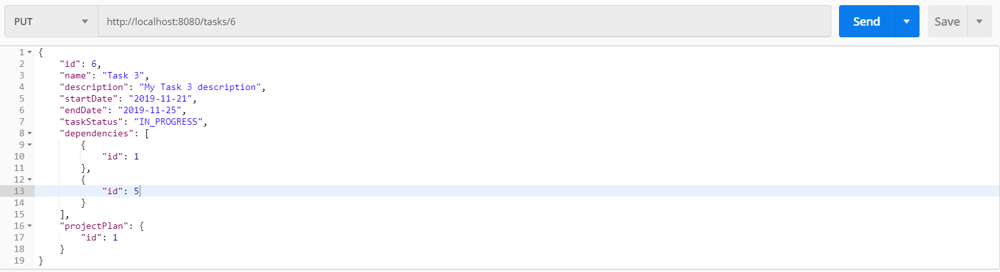 PUT http://localhost:8080/tasks/6 Send Save
1 {
2 "id": 6,
3 "name": "Task 3",
4 "description": "My Task 3 description",
5 "startDate": "2019-11-21",
6 "endDate": "2019-11-25",
7 "taskStatus": "IN_PROGRESS",
8 "dependencies": [
9 {
10 "id": 1
11 },
12 {
13 "id": 5
14 }
15 ],
16 "projectPlan": {
17 "id": 1
18 }
19 }